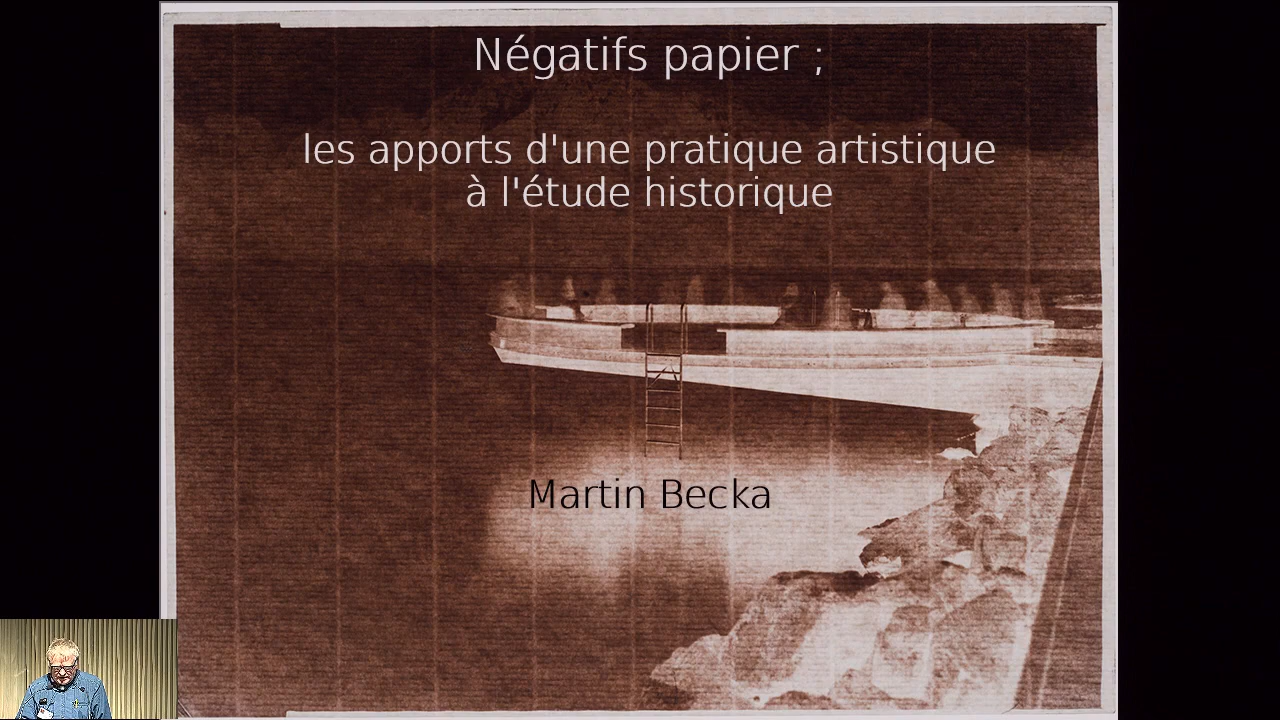 Négatifs papier ;
les apports d'une pratique artistique
à l'étude historique
Martin Becka